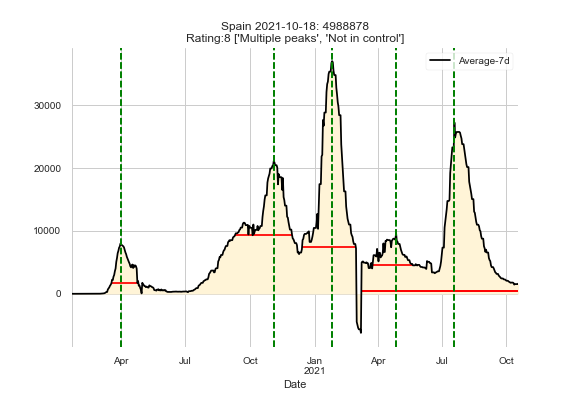 Spain 2021-10-18: 4988878
Rating:8 ['Multiple peaks', 'Not in control']
Average-7d
30000
20000
10000
0
Apr Jul Oct Jan Apr Jul Oct
2021
Date